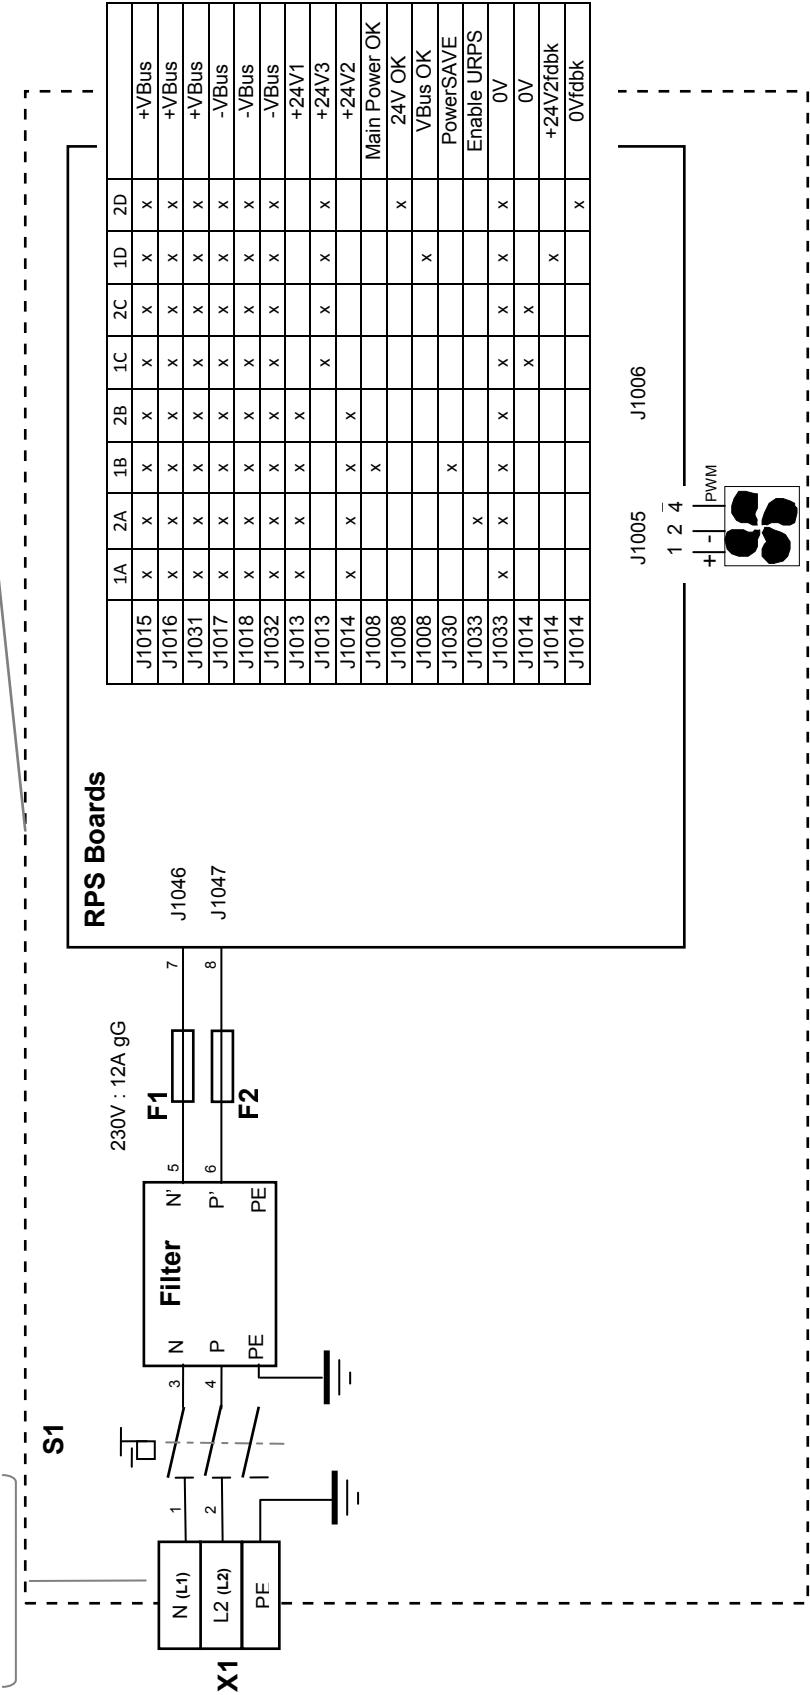 S1
X1
N (L1)
L2 (L2)
PE
1
2
3
4
N
P
PE
Filter
N'
P'
PE
5
6
230V : 12A gG
F1
F2
7
8
RPS Boards
J1046
J1047
1A 2A 1B 2B 1C 2C 1D 2D
J1015 x x x x x x x x +VBus
J1016 x x x x x x x x +VBus
J1031 x x x x x x x x +VBus
J1017 x x x x x x x x -VBus
J1018 x x x x x x x x -VBus
J1032 x x x x x x x x -VBus
J1013 x x x x +24V1
J1013 x x x x +24V3
J1014 x x x x +24V2
J1008 x Main Power OK
J1008 x 24V OK
J1008 x VBus OK
J1030 x PowerSAVE
J1033 x Enable URPS
J1033 x x x x x x x x 0V
J1014 x x 0V
J1014 x +24V2fdbk
J1014 x 0Vfdbk
J1005 J1006
1 2 4
+ - PWM